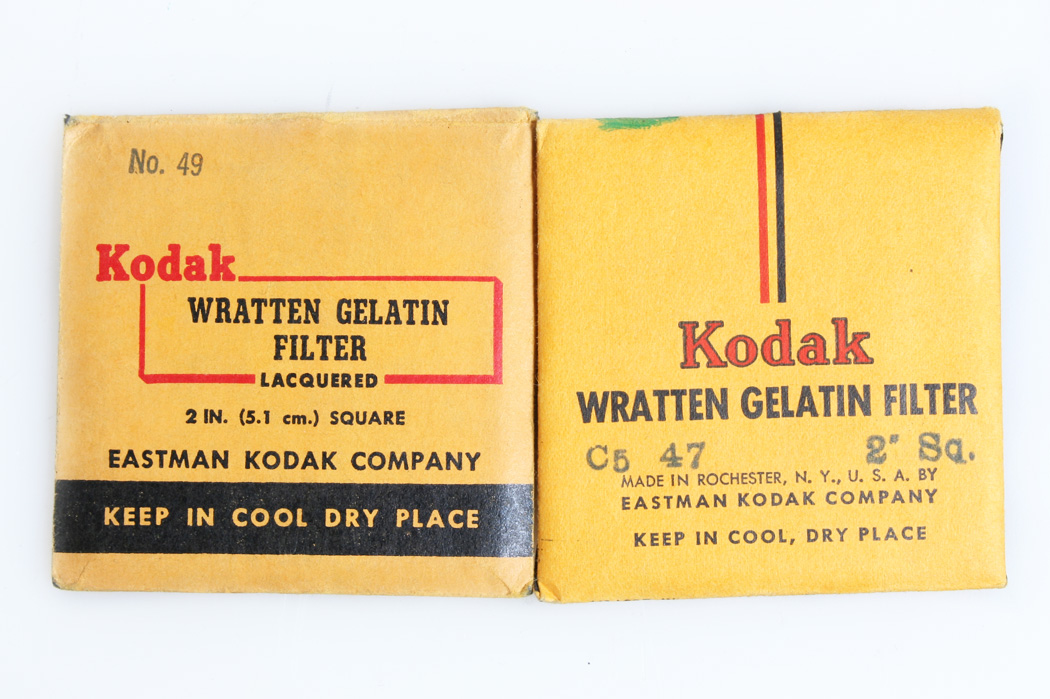 No. 49
Kodak
WRATTEN GELATIN
FILTER
LACQUERED
2 IN. (5.1 cm.) SQUARE
EASTMAN KODAK COMPANY
KEEP IN COOL DRY PLACE
Kodak
WRATTEN GELATIN FILTER
C5 47 2" Sq.
MADE IN ROCHESTER, N. Y., U. S. A. BY
EASTMAN KODAK COMPANY
KEEP IN COOL, DRY PLACE